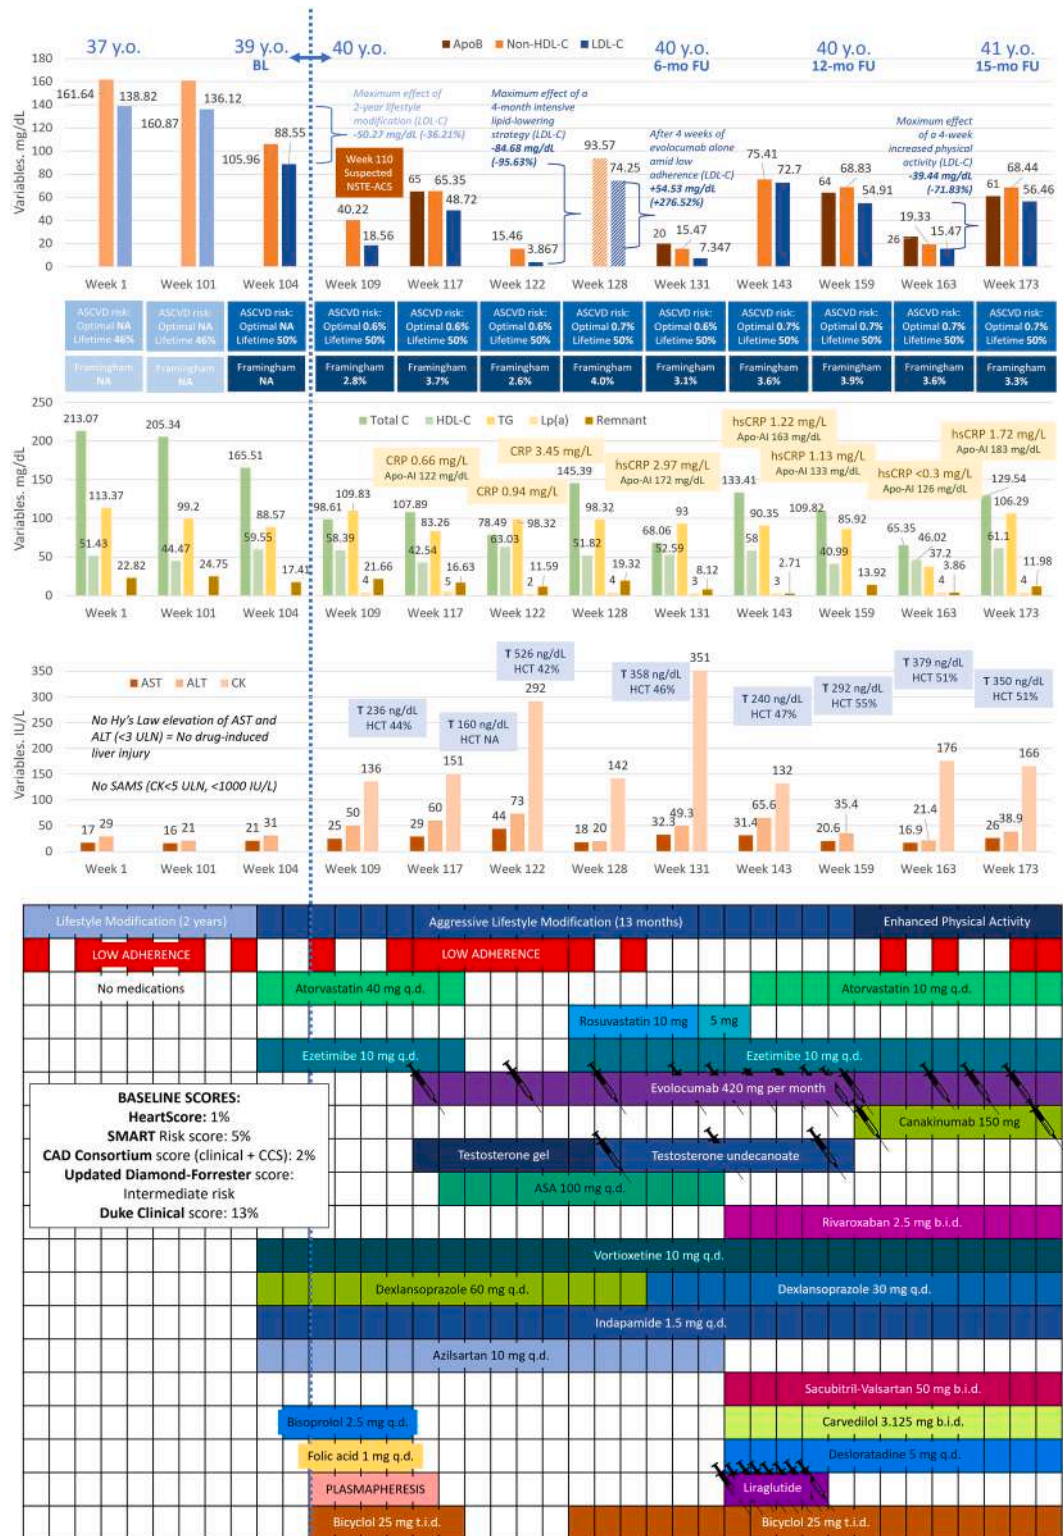 37 y.o.
39 y.o.
BL
40 y.o.
ApoB Non-HDL-C LDL-C
40 y.o.
6-mo FU
40 y.o.
12-mo FU
41 y.o.
15-mo FU
Variables. mg/dL
180
160
140
120
100
80
60
40
20
0
161.64
138.82
160.87
136.12
105.96
88.55
Maximum effect of
2-year lifestyle
modification (LDL-C)
-50.27 mg/dL (-36.21%)
Week 110
Suspected
NSTE-ACS
40.22
18.56
65
65.35
48.72
Maximum effect of a
4-month intensive
lipid-lowering
strategy (LDL-C)
-84.68 mg/dL
(-95.63%)
15.46
3.867
93.57
74.25
After 4 weeks of
evolocumab alone
amid low
adherence (LDL-C)
+54.53 mg/dL
(+276.52%)
20
15.47
7.347
75.41
72.7
64
68.83
54.91
Maximum effect
of a 4-week
increased physical
activity (LDL-C)
-39.44 mg/dL
(-71.83%)
26
19.33
15.47
61
68.44
56.46
Week 1 Week 101 Week 104 Week 109 Week 117 Week 122 Week 128 Week 131 Week 143 Week 159 Week 163 Week 173
ASCVD risk:
Optimal NA
Lifetime 46%
ASCVD risk:
Optimal NA
Lifetime 46%
ASCVD risk:
Optimal NA
Lifetime 50%
ASCVD risk:
Optimal 0.6%
Lifetime 50%
ASCVD risk:
Optimal 0.6%
Lifetime 50%
ASCVD risk:
Optimal 0.6%
Lifetime 50%
ASCVD risk:
Optimal 0.7%
Lifetime 50%
ASCVD risk:
Optimal 0.6%
Lifetime 50%
ASCVD risk:
Optimal 0.7%
Lifetime 50%
ASCVD risk:
Optimal 0.7%
Lifetime 50%
ASCVD risk:
Optimal 0.7%
Lifetime 50%
ASCVD risk:
Optimal 0.7%
Lifetime 50%
Framingham
NA
Framingham
NA
Framingham
NA
Framingham
2.8%
Framingham
3.7%
Framingham
2.6%
Framingham
4.0%
Framingham
3.1%
Framingham
3.6%
Framingham
3.9%
Framingham
3.6%
Framingham
3.3%
Variables. mg/dL
250
200
150
100
50
0
Total C HDL-C TG Lp(a) Remnant
213.07
51.43
113.37
22.82
205.34
44.47
99.2
24.75
165.51
59.55
88.57
17.41
98.61
58.39
109.83
4
21.66
CRP 0.66 mg/L
Apo-AI 122 mg/dL
107.89
42.54
83.26
5
16.63
CRP 3.45 mg/L
CRP 0.94 mg/L
78.49
63.03
98.32
2
11.59
145.39
51.82
98.32
4
19.32
hsCRP 2.97 mg/L
Apo-AI 172 mg/dL
68.06
52.59
93
3
8.12
hsCRP 1.22 mg/L
Apo-AI 163 mg/dL
133.41
58
90.35
3
2.71
hsCRP 1.13 mg/L
Apo-AI 133 mg/dL
109.82
40.99
85.92
13.92
hsCRP <0.3 mg/L
Apo-AI 126 mg/dL
65.35
46.02
37.2
4
3.86
hsCRP 1.72 mg/L
Apo-AI 183 mg/dL
129.54
61.1
106.29
4
11.98
Week 1 Week 101 Week 104 Week 109 Week 117 Week 122 Week 128 Week 131 Week 143 Week 159 Week 163 Week 173
Variables. IU/L
350
300
250
200
150
100
50
0
AST ALT CK
No Hy's Law elevation of AST and
ALT (<3 ULN) = No drug-induced
liver injury
No SAMS (CK<5 ULN, <1000 IU/L)
17 29
16 21
21 31
T 236 ng/dL
HCT 44%
25 50 136
T 160 ng/dL
HCT NA
29 60 151
T 526 ng/dL
HCT 42%
44 73 292
18 20 142
T 358 ng/dL
HCT 46%
32.3 49.3 351
T 240 ng/dL
HCT 47%
31.4 65.6 132
T 292 ng/dL
HCT 55%
20.6 35.4
T 379 ng/dL
HCT 51%
16.9 21.4 176
T 350 ng/dL
HCT 51%
26 38.9 166
Week 1 Week 101 Week 104 Week 109 Week 117 Week 122 Week 128 Week 131 Week 143 Week 159 Week 163 Week 173
Lifestyle Modification (2 years) Aggressive Lifestyle Modification (13 months) Enhanced Physical Activity
LOW ADHERENCE LOW ADHERENCE
No medications Atorvastatin 40 mg q.d. Atorvastatin 10 mg q.d.
Rosuvastatin 10 mg 5 mg
Ezetimibe 10 mg q.d. Ezetimibe 10 mg q.d.
Evolocumab 420 mg per month
Canakinumab 150 mg
BASELINE SCORES:
HeartScore: 1%
SMART Risk score: 5%
CAD Consortium score (clinical + CCS): 2%
Updated Diamond-Forrester score:
Intermediate risk
Duke Clinical score: 13%
Testosterone gel Testosterone undecanoate
ASA 100 mg q.d.
Rivaroxaban 2.5 mg b.i.d.
Vortioxetine 10 mg q.d.
Dexlansoprazole 60 mg q.d. Dexlansoprazole 30 mg q.d.
Indapamide 1.5 mg q.d.
Azilsartan 10 mg q.d.
Sacubitril-Valsartan 50 mg b.i.d.
Bisoprolol 2.5 mg q.d. Carvedilol 3.125 mg b.i.d.
Folic acid 1 mg q.d. Desloratadine 5 mg q.d.
PLASMAPHERESIS Liraglutide
Bicyclol 25 mg t.i.d. Bicyclol 25 mg t.i.d.